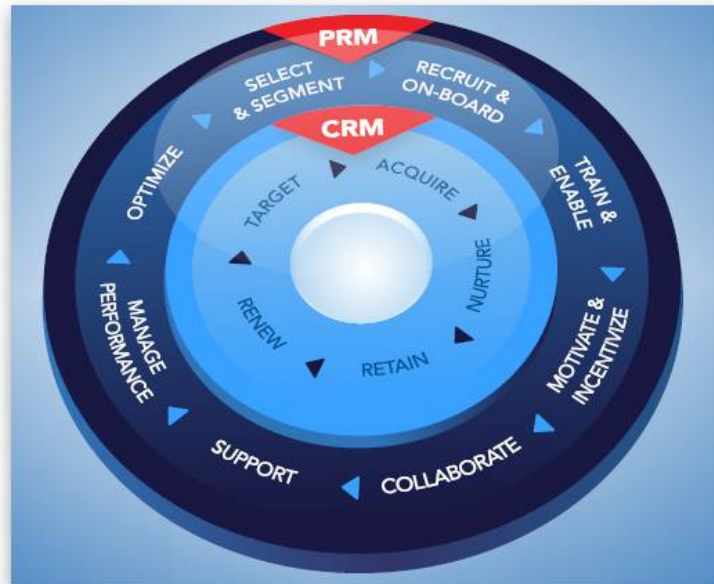 PRM
SELECT
& SEGMENT
RECRUIT &
ON-BOARD
TRAIN &
ENABLE
MOTIVATE &
INCENTIVIZE
COLLABORATE
SUPPORT
MANAGE
PERFORMANCE
OPTIMIZE
CRM
TARGET
ACQUIRE
NURTURE
RETAIN
RENEW